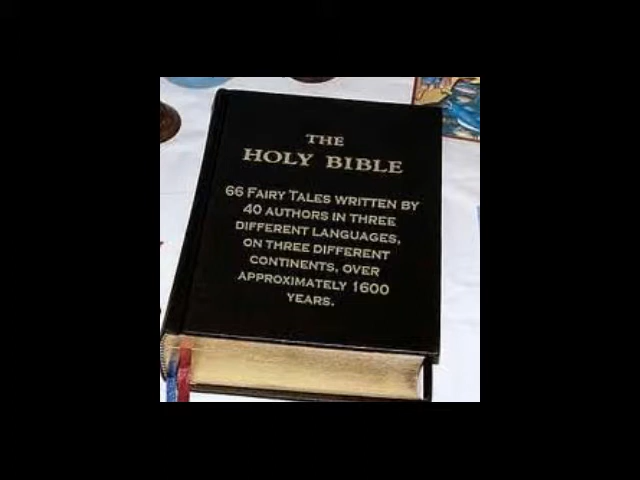 THE
HOLY BIBLE
66 FAIRY TALES WRITTEN BY
40 AUTHORS IN THREE
DIFFERENT LANGUAGES,
ON THREE DIFFERENT
CONTINENTS, OVER
APPROXIMATELY 1600
YEARS.